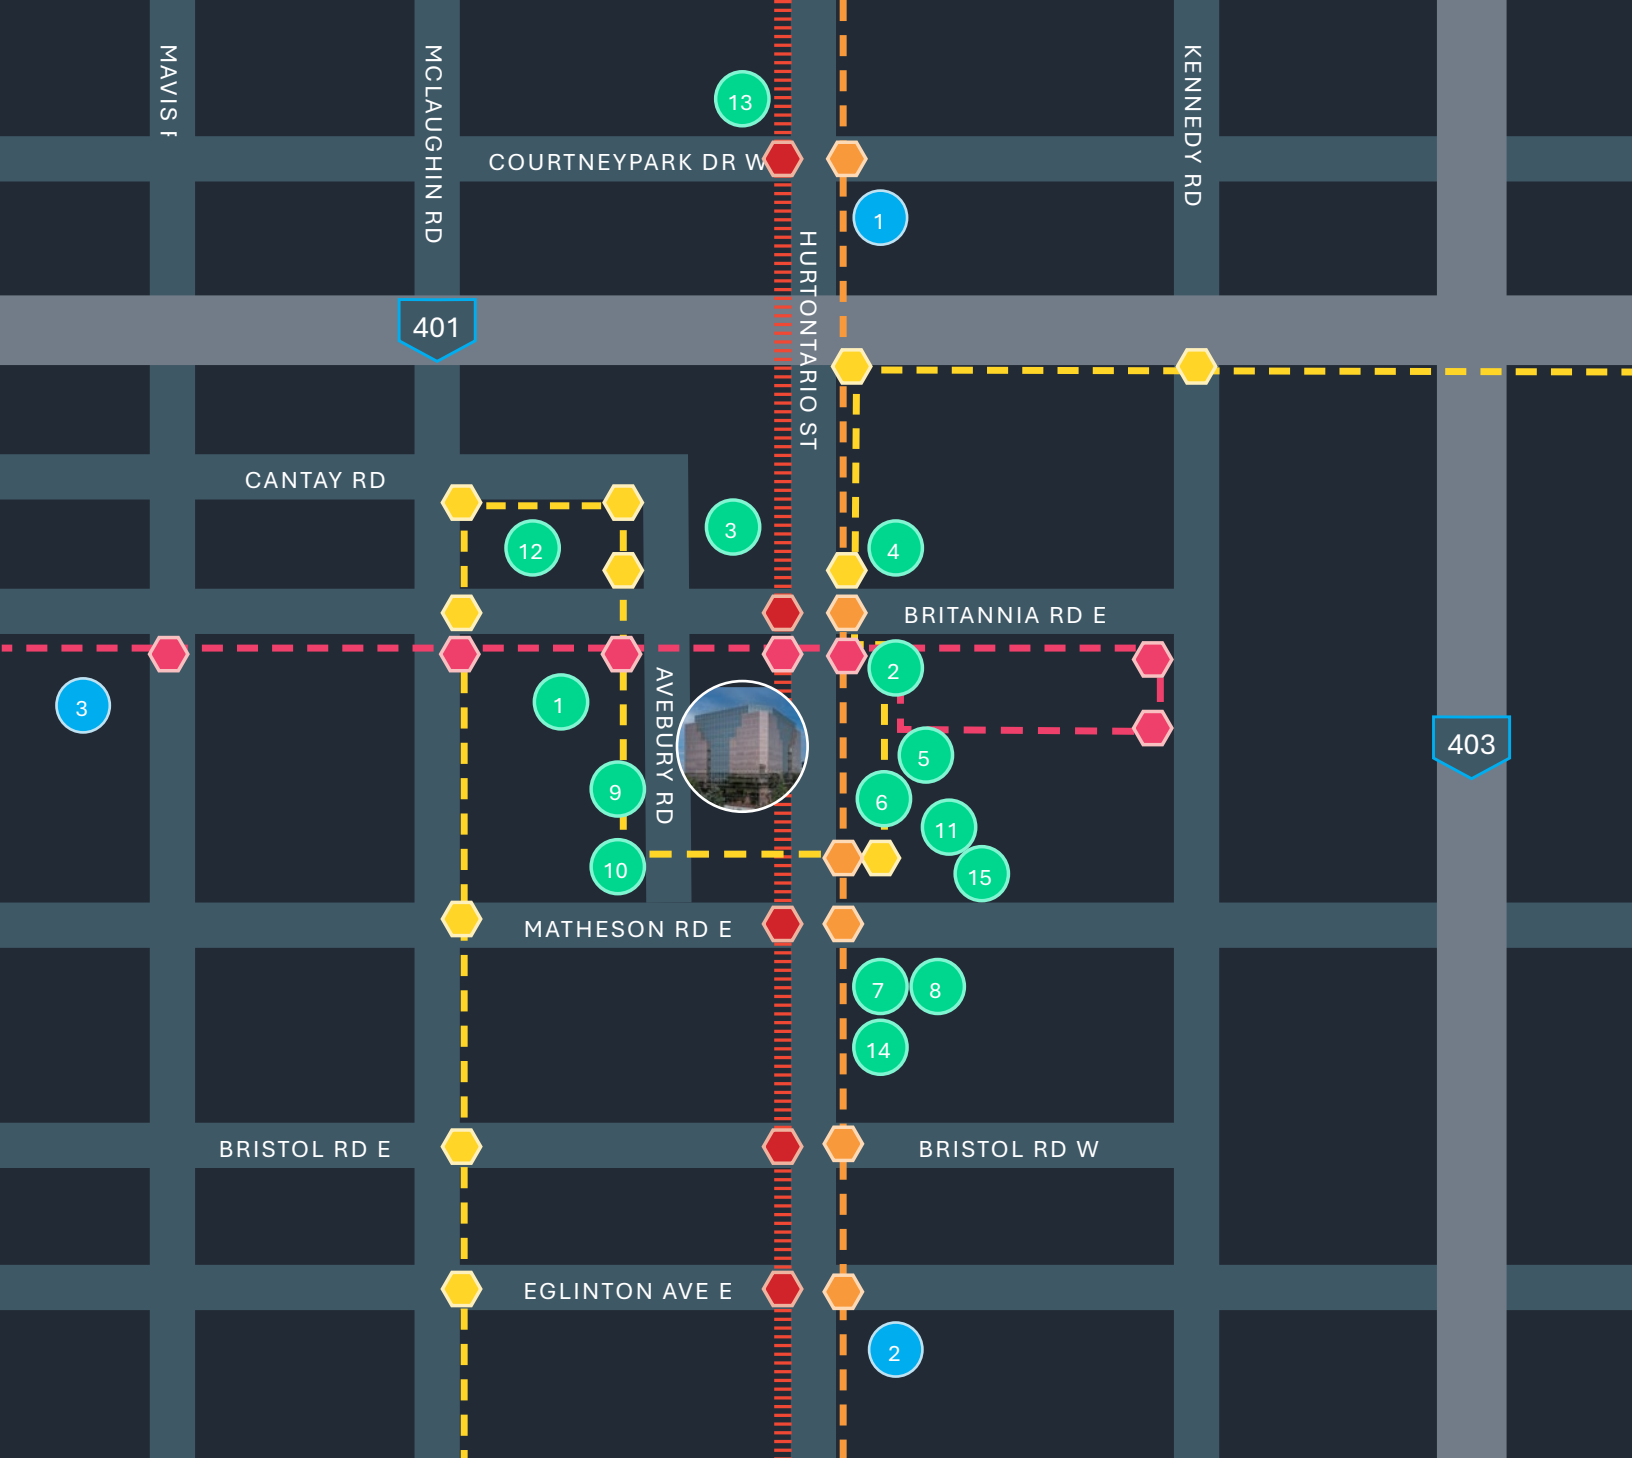 MAVIS
MCLAUGHIN RD
KENNEDY RD
13
COURTNEYPARK DR W
1
HURTONTARIO ST
401
CANTAY RD
12
3
4
BRITANNIA RD E
2
3
1
AVEBURY RD
403
5
9
6
11
10
15
MATHESON RD E
7
8
14
BRISTOL RD E
BRISTOL RD W
EGLINTON AVE E
2